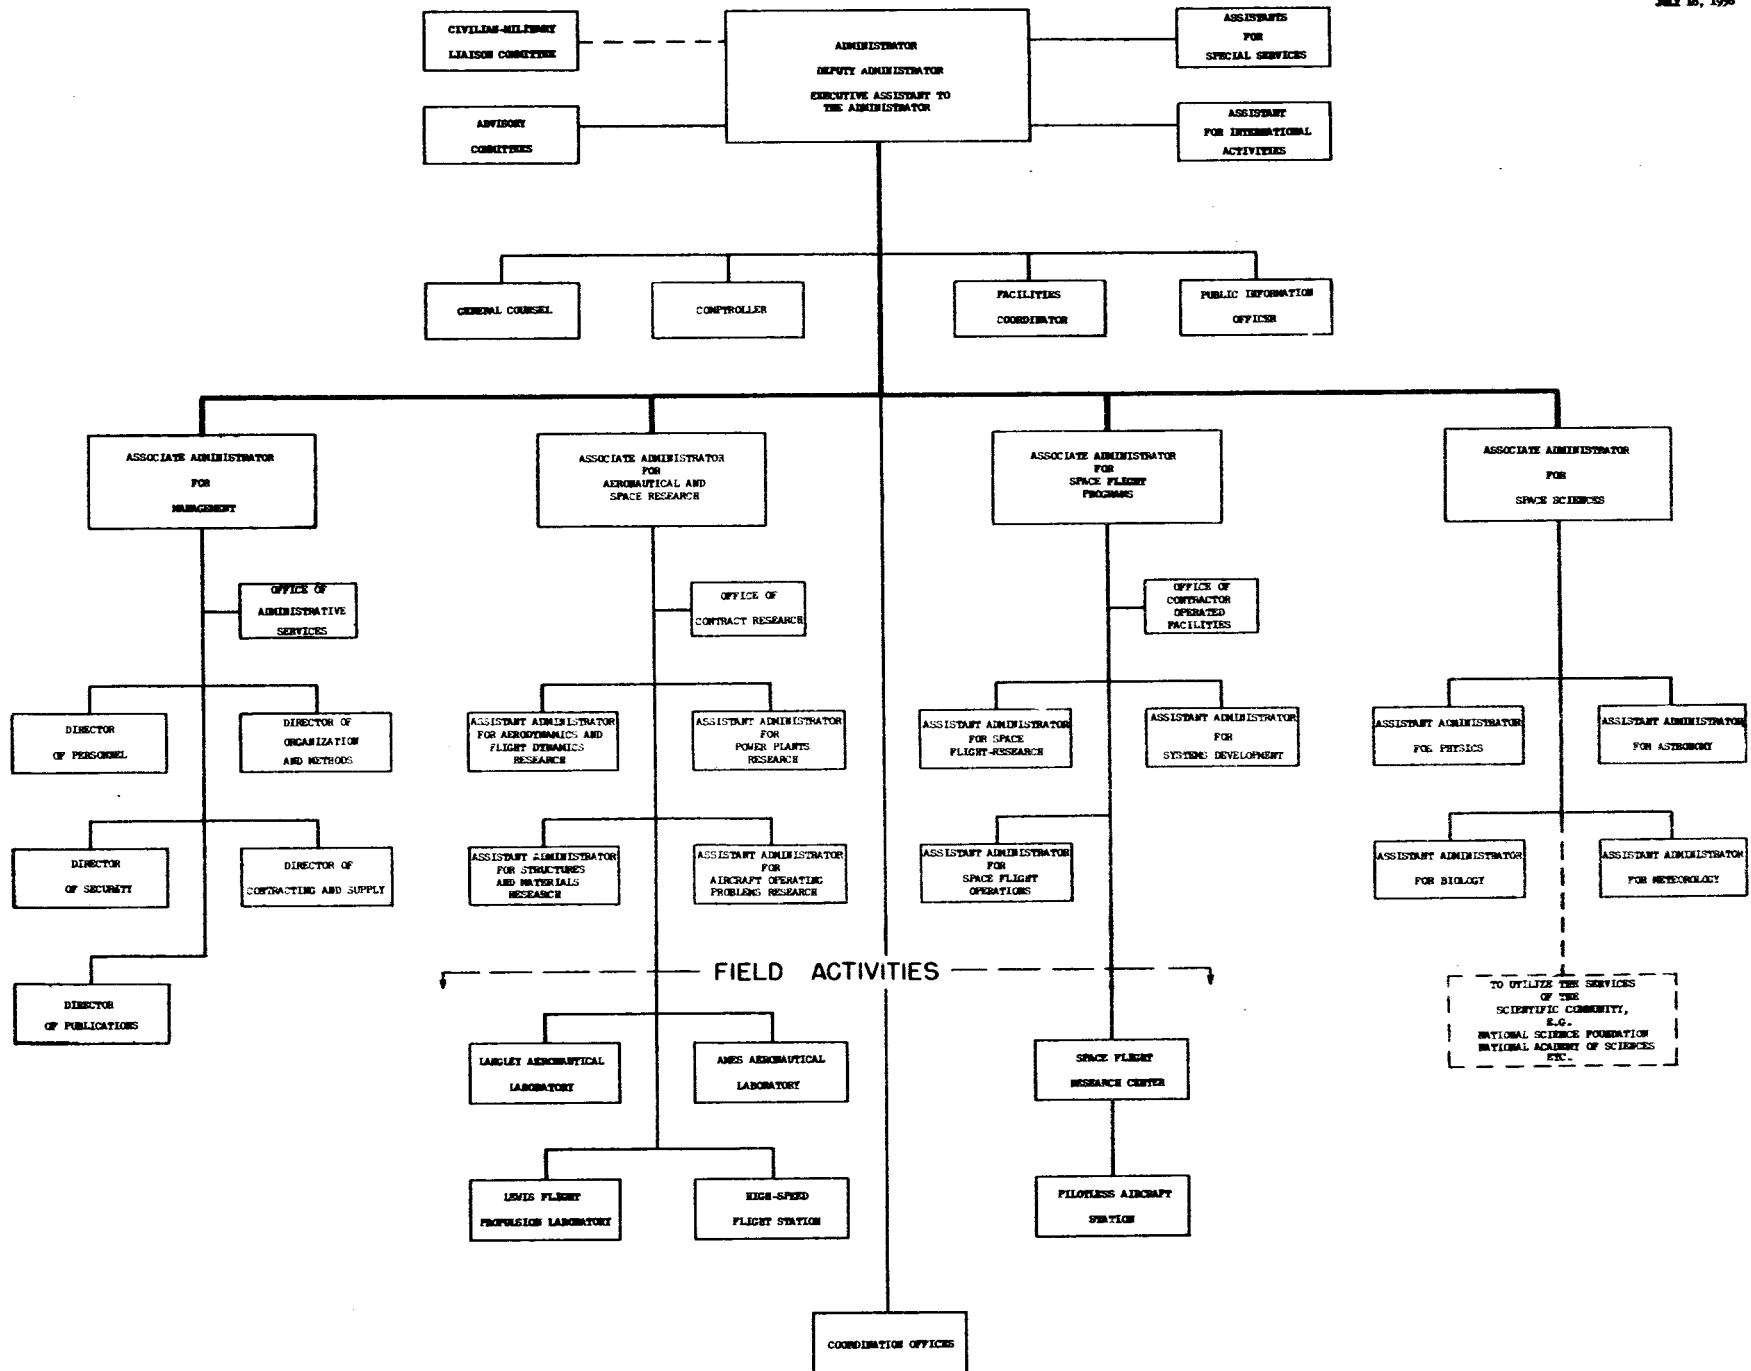 JULY 18, 1958
CIVILIAN-MILITARY
LIAISON COMMITTEE
ADMINISTRATOR
DEPUTY ADMINISTRATOR
EXECUTIVE ASSISTANT TO
THE ADMINISTRATOR
ASSISTANTS
FOR
SPECIAL SERVICES
ADVISORY
COMMITTEES
ASSISTANT
FOR INTERNATIONAL
ACTIVITIES
GENERAL COUNSEL
COMPTROLLER
FACILITIES
COORDINATOR
PUBLIC INFORMATION
OFFICER
ASSOCIATE ADMINISTRATOR
FOR
MANAGEMENT
ASSOCIATE ADMINISTRATOR
FOR
AERONAUTICAL AND
SPACE RESEARCH
ASSOCIATE ADMINISTRATOR
FOR
SPACE FLIGHT
PROGRAMS
ASSOCIATE ADMINISTRATOR
FOR
SPACE SCIENCES
OFFICE OF
ADMINISTRATIVE
SERVICES
OFFICE OF
CONTRACT RESEARCH
OFFICE OF
CONTRACTOR
OPERATED
FACILITIES
DIRECTOR
OF PERSONNEL
DIRECTOR OF
ORGANIZATION
AND METHODS
ASSISTANT ADMINISTRATOR
FOR AERODYNAMICS AND
FLIGHT DYNAMICS
RESEARCH
ASSISTANT ADMINISTRATOR
FOR
POWER PLANTS
RESEARCH
ASSISTANT ADMINISTRATOR
FOR SPACE
FLIGHT-RESEARCH
ASSISTANT ADMINISTRATOR
FOR
SYSTEMS DEVELOPMENT
ASSISTANT ADMINISTRATOR
FOR PHYSICS
ASSISTANT ADMINISTRATOR
FOR ASTRONOMY
DIRECTOR
OF SECURITY
DIRECTOR OF
CONTRACTING AND SUPPLY
ASSISTANT ADMINISTRATOR
FOR STRUCTURES
AND MATERIALS
RESEARCH
ASSISTANT ADMINISTRATOR
FOR
AIRCRAFT OPERATING
PROBLEMS RESEARCH
ASSISTANT ADMINISTRATOR
FOR
SPACE FLIGHT
OPERATIONS
ASSISTANT ADMINISTRATOR
FOR BIOLOGY
ASSISTANT ADMINISTRATOR
FOR METEOROLOGY
FIELD ACTIVITIES
DIRECTOR
OF PUBLICATIONS
TO UTILIZE THE SERVICES
OF THE
SCIENTIFIC COMMUNITY,
E.G.
NATIONAL SCIENCE FOUNDATION
NATIONAL ACADEMY OF SCIENCES
ETC.
LANGLEY AERONAUTICAL
LABORATORY
AMES AERONAUTICAL
LABORATORY
SPACE FLIGHT
RESEARCH CENTER
LEWIS FLIGHT
PROPULSION LABORATORY
HIGH-SPEED
FLIGHT STATION
PILOTLESS AIRCRAFT
STATION
COORDINATION OFFICES